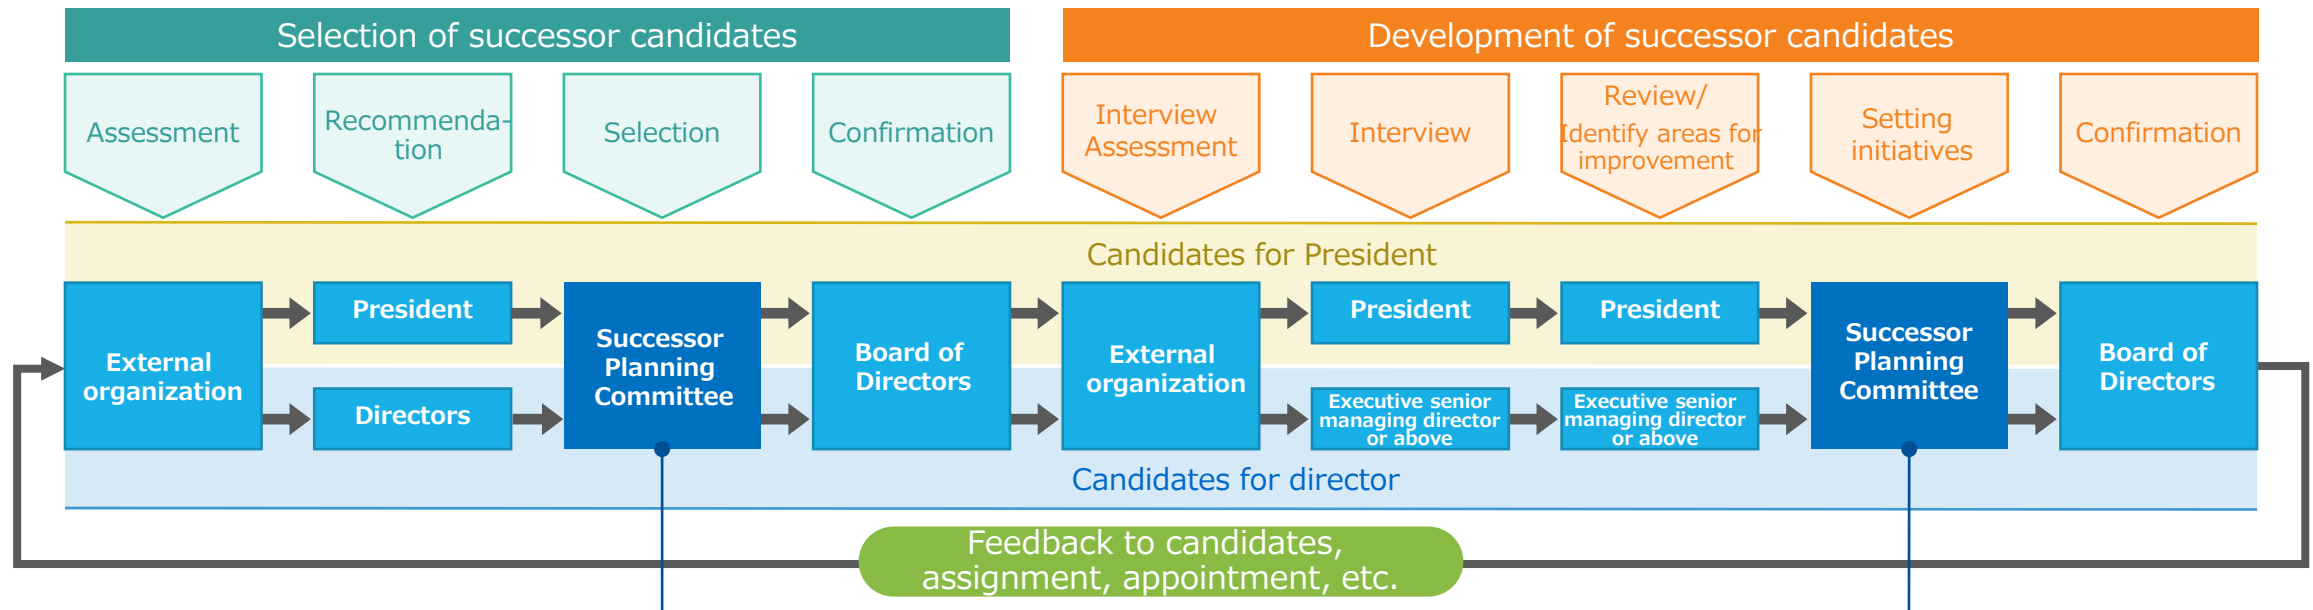 Selection of successor candidates
Development of successor candidates
Assessment
Recommenda-
tion
Selection
Confirmation
Interview
Assessment
Interview
Review/
Identify areas for
improvement
Setting
initiatives
Confirmation
Candidates for President
External
organization
President
Directors
Successor
Planning
Committee
Board of
Directors
External
organization
President
Executive senior
managing director
or above
President
Executive senior
managing director
or above
Successor
Planning
Committee
Board of
Directors
Candidates for director
Feedback to candidates,
assignment, appointment, etc.